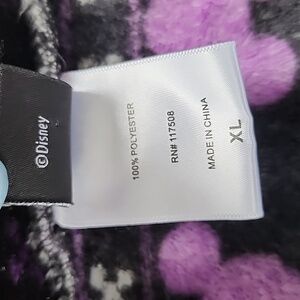 ©Disney
100% POLYESTER
RN# 117508
MADE IN CHINA
XL